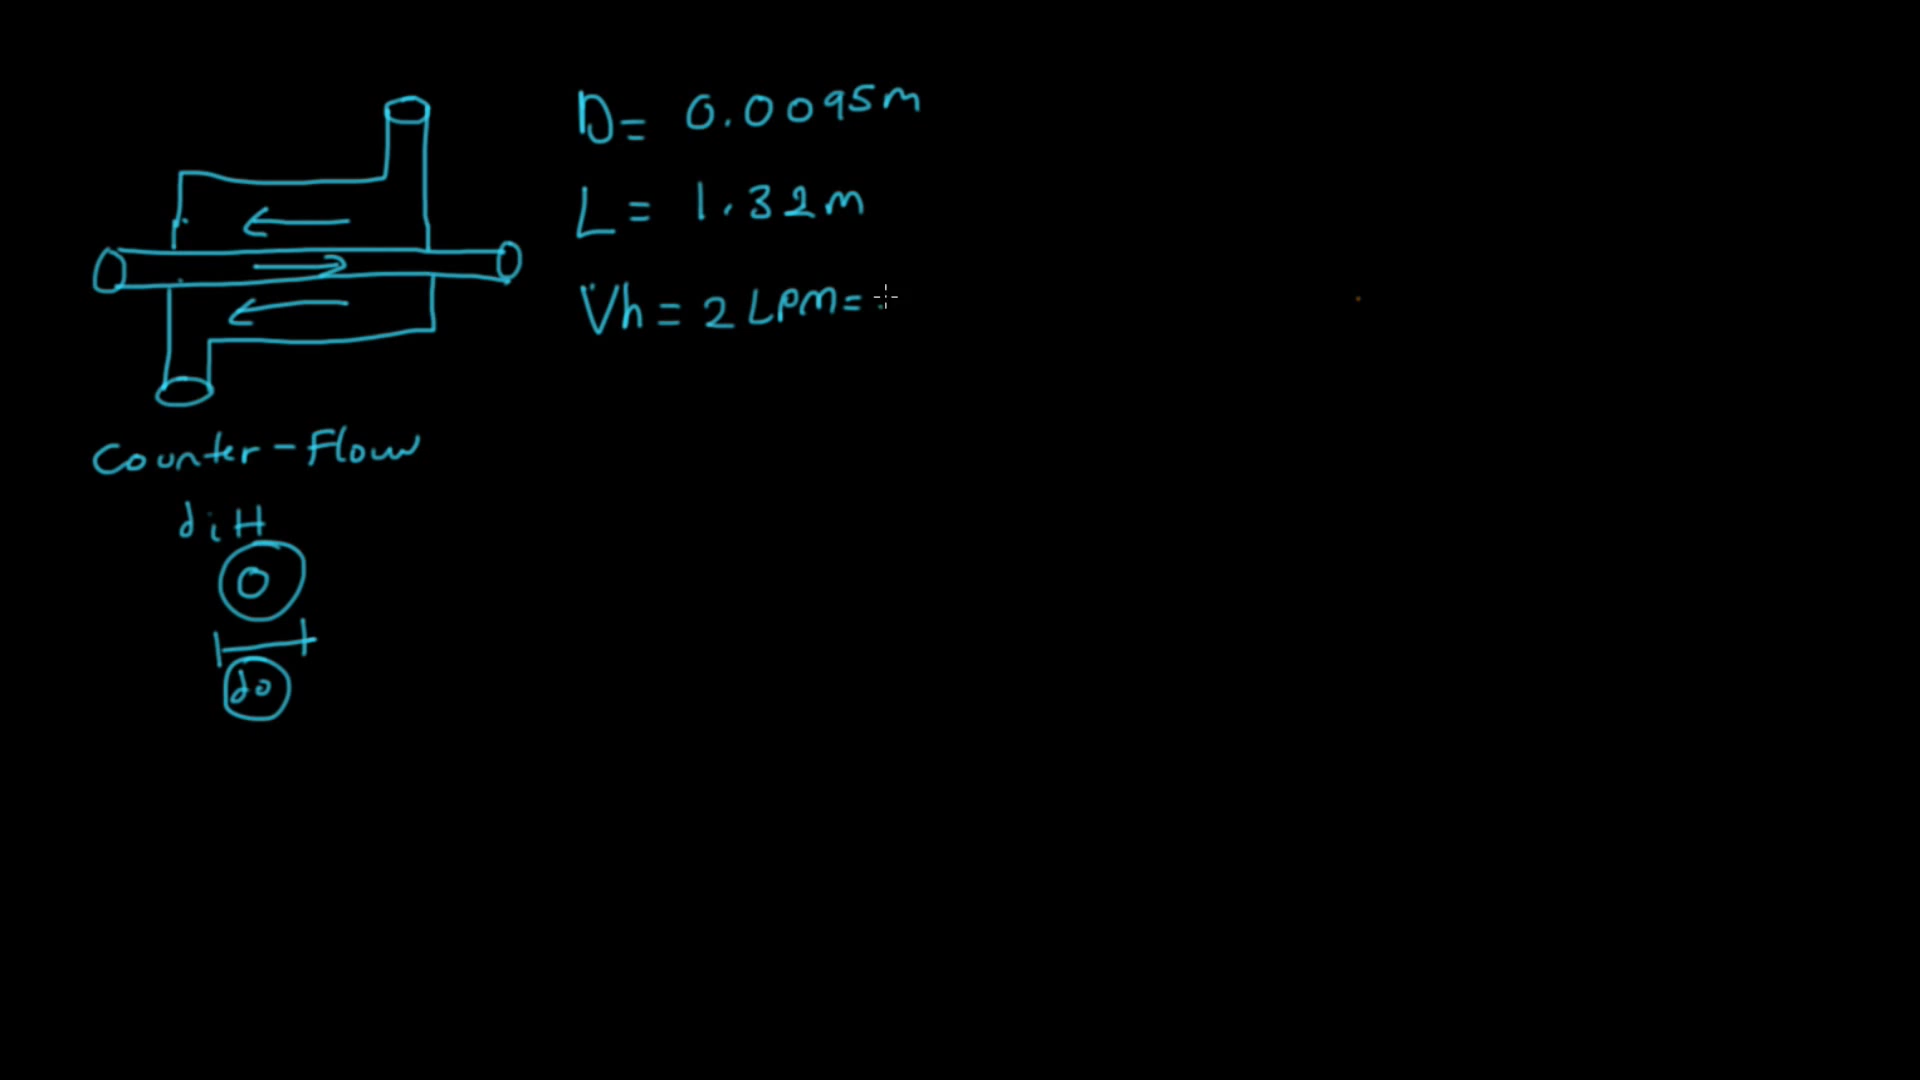 D = 0.0095m
L = 1.32m
V̇h = 2 LPM =
Counter-Flow
diH
do